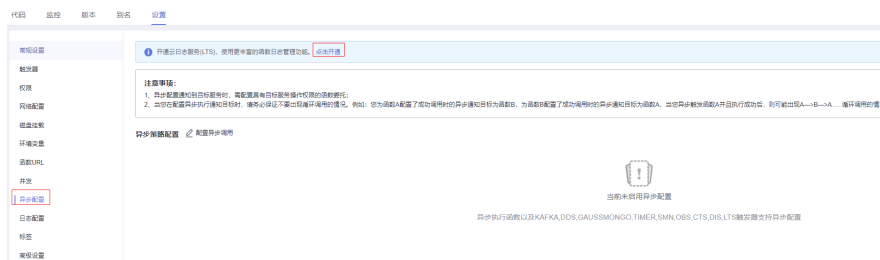 代码 监控 版本 别名 设置
常规设置
触发器
权限
网络配置
磁盘挂载
环境变量
函数URL
并发
异步配置
日志配置
标签
高级设置
开通云日志服务(LTS)，使用更丰富的函数日志管理功能。点击开通
注意事项：
1、异步配置通知到目标服务时，需配置具有目标服务操作权限的函数委托；
2、当您在配置异步执行通知目标时，请务必保证不要出现循环调用的情况。例如：您为函数A配置了成功调用时的异步通知目标为函数B，为函数B配置了成功调用时的异步通知目标为函数A，当您异步触发函数A并且执行成功后，则可能出现A—>B—>A......循环调用的情
异步策略配置 配置异步调用
当前未启用异步配置
异步执行函数以及KAFKA,DDS,GAUSSMONGO,TIMER,SMN,OBS,CTS,DIS,LTS触发器支持异步配置